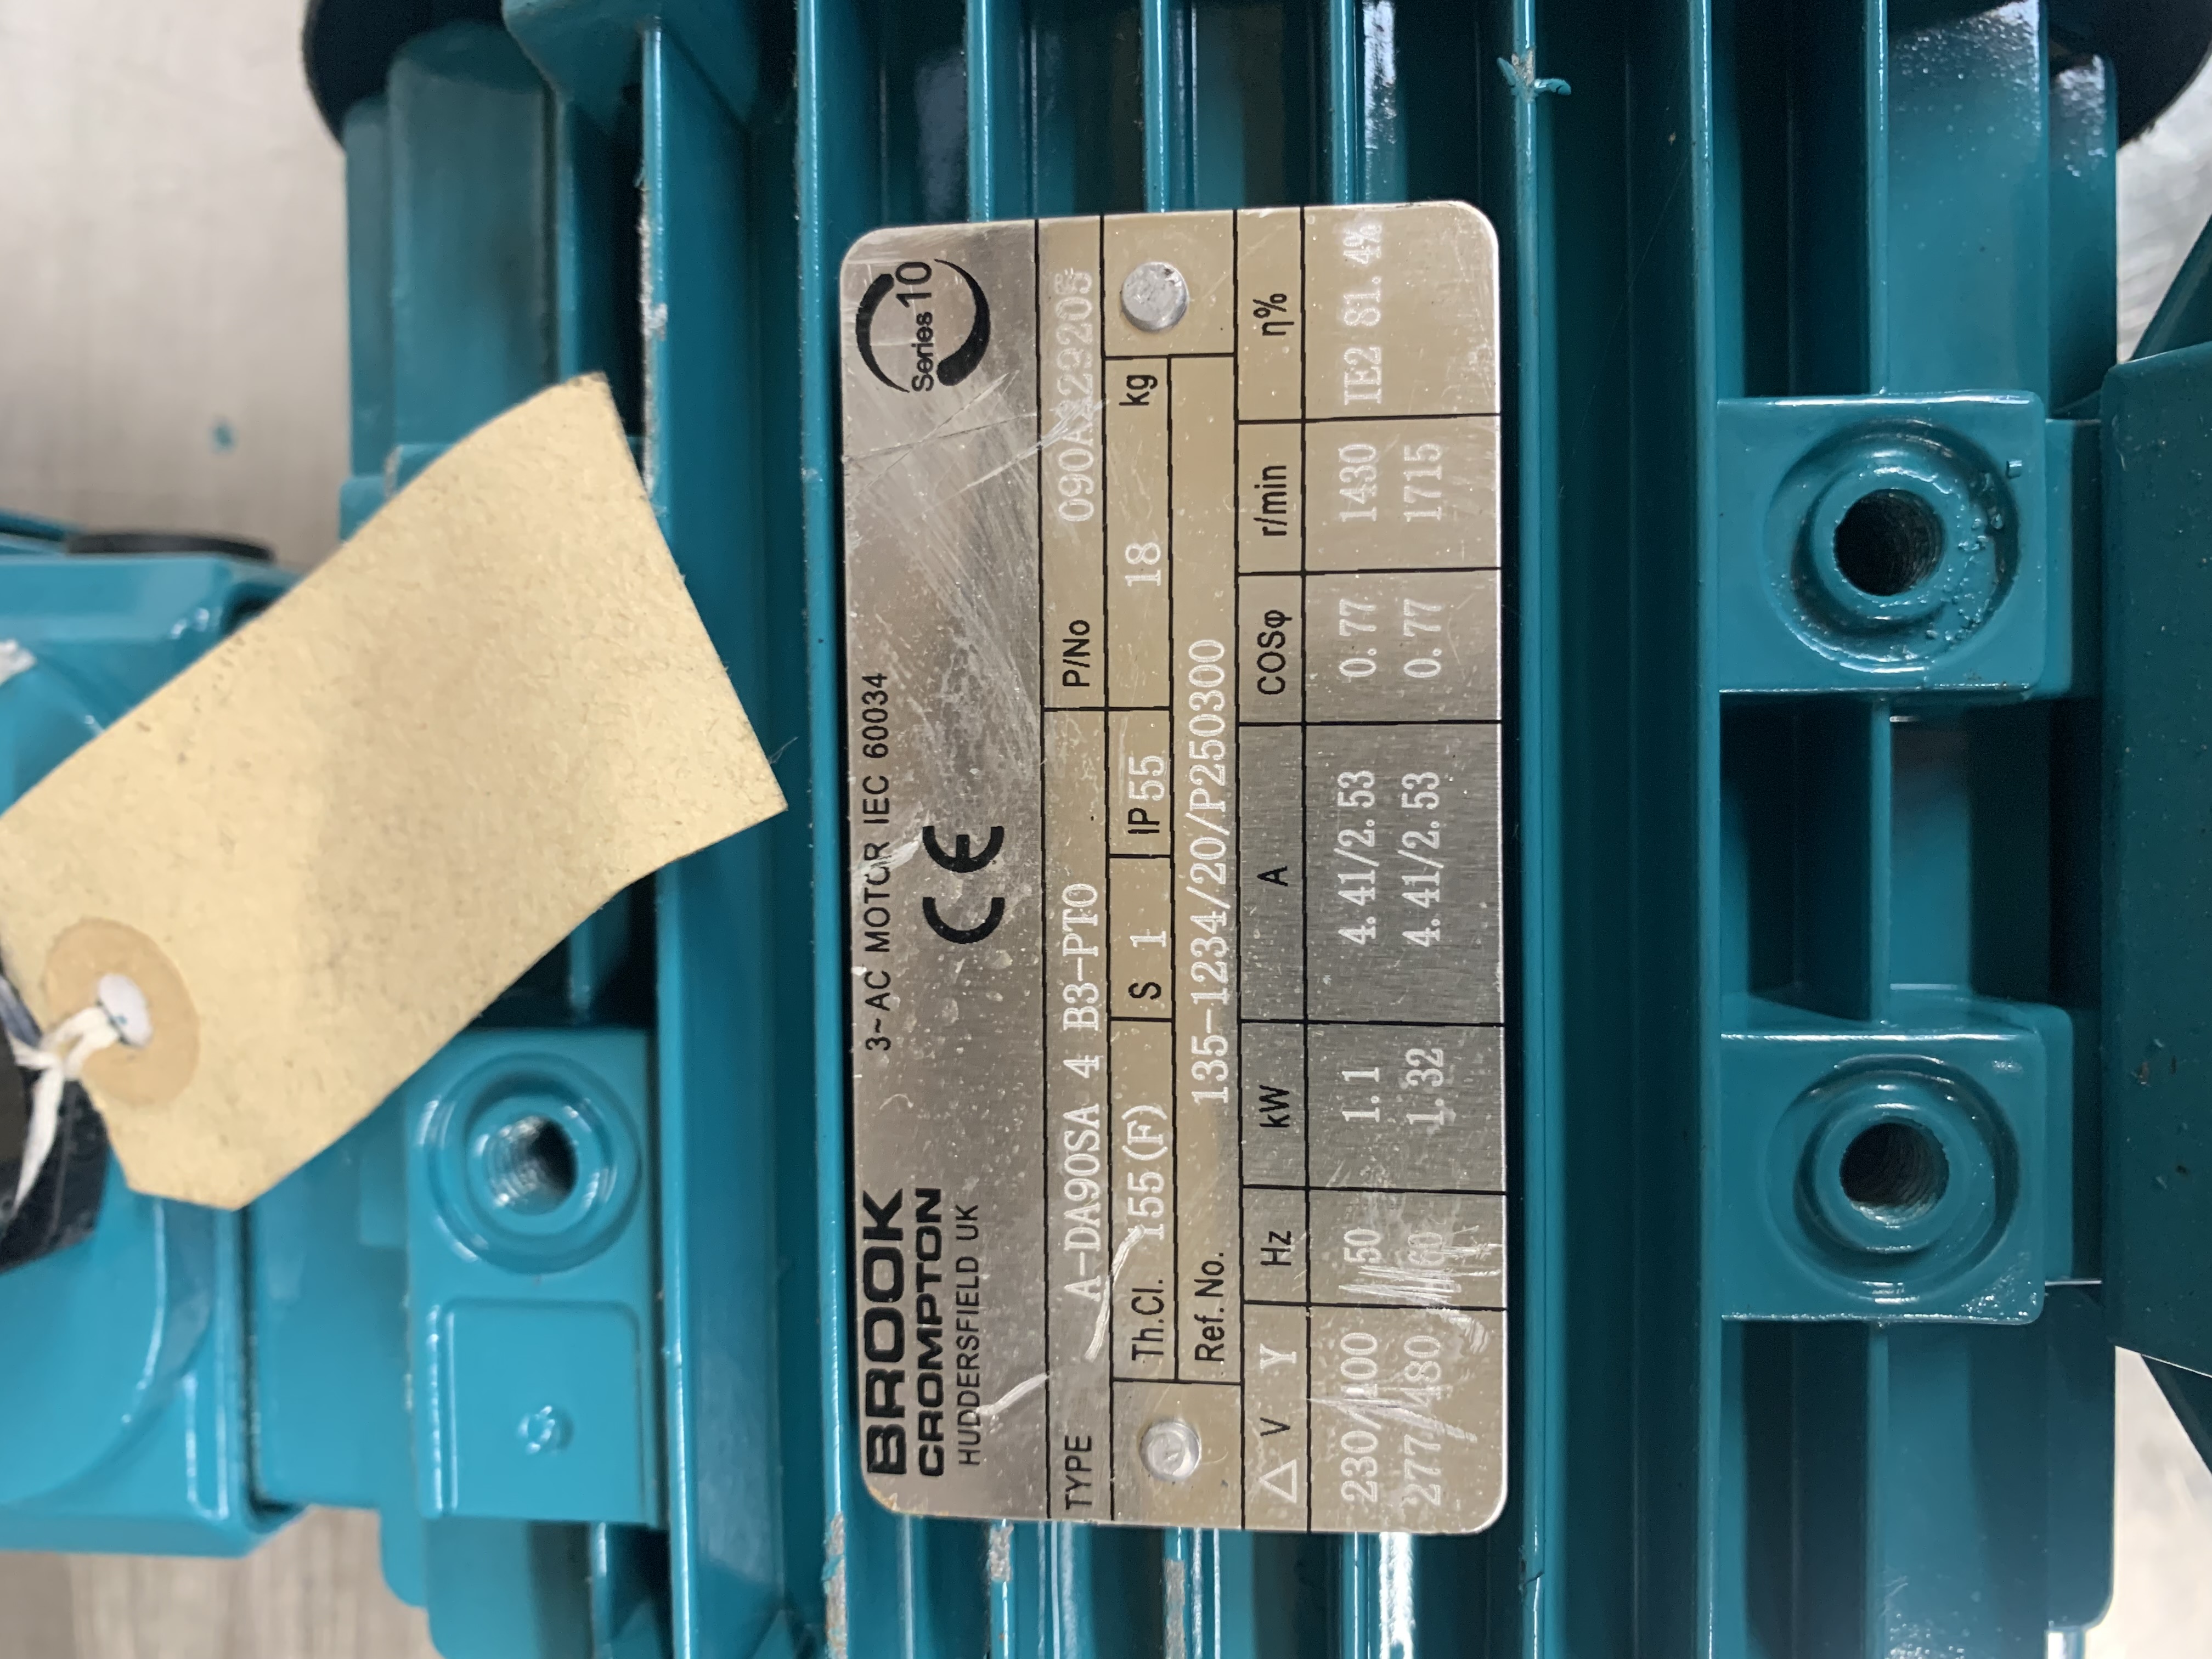 BROOK
CROMPTON
HUDDERSFIELD UK
3~AC MOTOR IEC 60034
CE
Series 10
TYPE A-DA90SA 4 B3-PT0 P/No
Th.Cl. 155(F) S 1 IP 55 18 kg
Ref.No. 135-1234/20/P250300
△ V Y Hz kW A COSφ r/min η%
230/400 50 1.1 4.41/2.53 0.77 1430 IE2 81.4%
277/480 60 1.32 4.41/2.53 0.77 1715